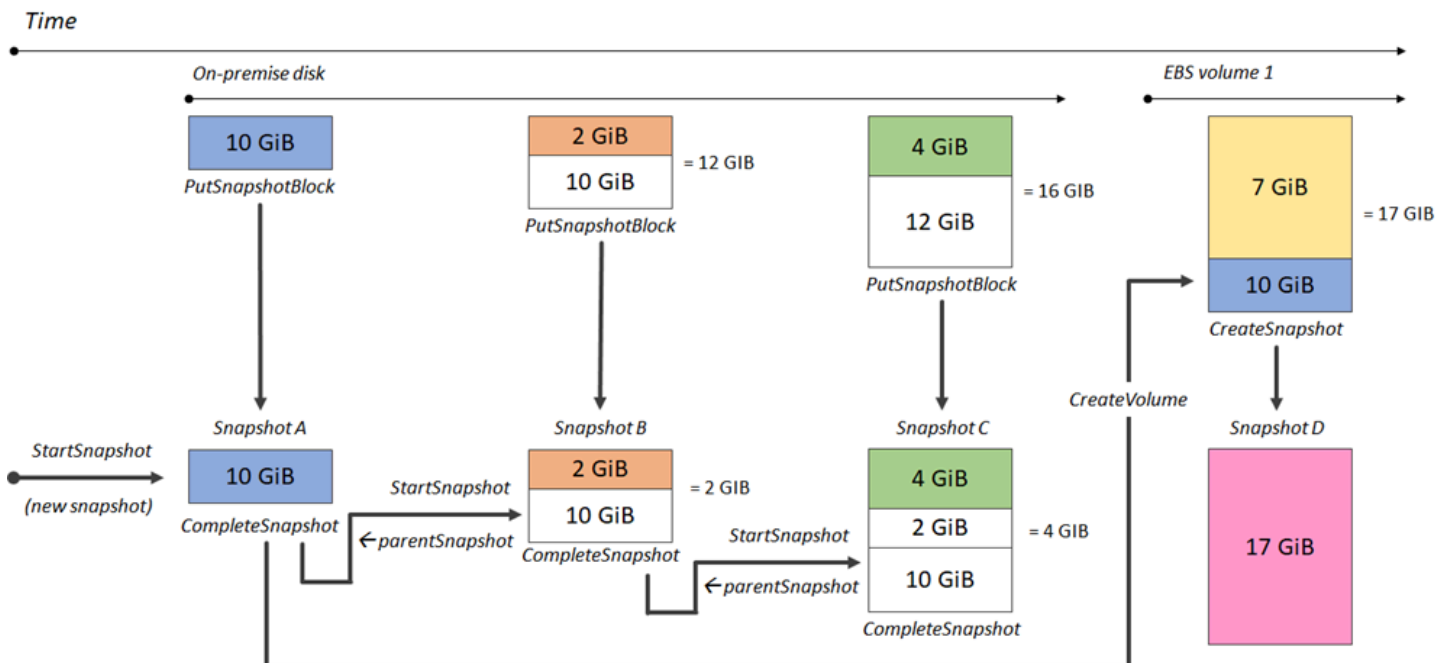 Time
On-premise disk
EBS volume 1
10 GiB
PutSnapshotBlock
2 GiB
10 GiB
= 12 GIB
PutSnapshotBlock
4 GiB
12 GiB
= 16 GIB
PutSnapshotBlock
7 GiB
10 GiB
= 17 GIB
CreateSnapshot
CreateVolume
StartSnapshot
(new snapshot)
Snapshot A
10 GiB
CompleteSnapshot
StartSnapshot
←parentSnapshot
Snapshot B
2 GiB
10 GiB
= 2 GIB
CompleteSnapshot
StartSnapshot
←parentSnapshot
Snapshot C
4 GiB
2 GiB
10 GiB
= 4 GIB
CompleteSnapshot
Snapshot D
17 GiB